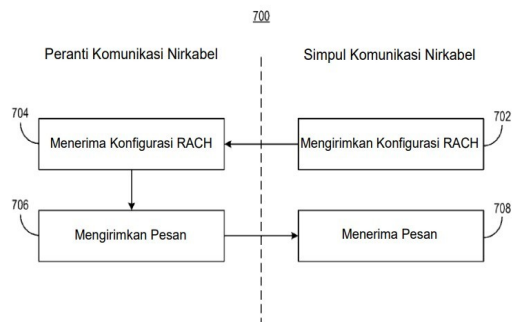 700
Peranti Komunikasi Nirkabel
Simpul Komunikasi Nirkabel
704
702
Menerima Konfigurasi RACH
Mengirimkan Konfigurasi RACH
706
708
Mengirimkan Pesan
Menerima Pesan